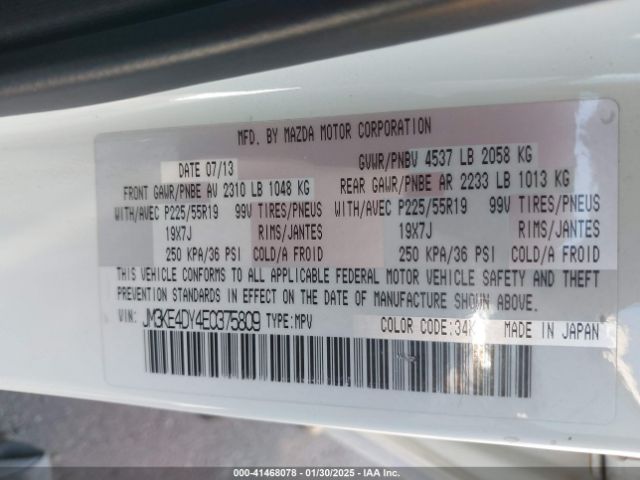 MFD. BY MAZDA MOTOR CORPORATION
DATE 07/13 GVWR/PNBV 4537 LB 2058 KG
FRONT GAWR/PNBE AV 2310 LB 1048 KG REAR GAWR/PNBE AR 2233 LB 1013 KG
WITH/AVEC P225/55R19 99V TIRES/PNEUS WITH/AVEC P225/55R19 99V TIRES/PNEUS
19X7J RIMS/JANTES 19X7J RIMS/JANTES
250 KPA/36 PSI COLD/A FROID 250 KPA/36 PSI COLD/A FROID
THIS VEHICLE CONFORMS TO ALL APPLICABLE FEDERAL MOTOR VEHICLE SAFETY AND THEFT
PREVENTION STANDARDS IN EFFECT ON THE DATE OF MANUFACTURE SHOWN ABOVE.
VIN: JM3KE4DY4E0375809 TYPE:MPV COLOR CODE:34K MADE IN JAPAN
000-41468078 - 01/30/2025 - IAA Inc.